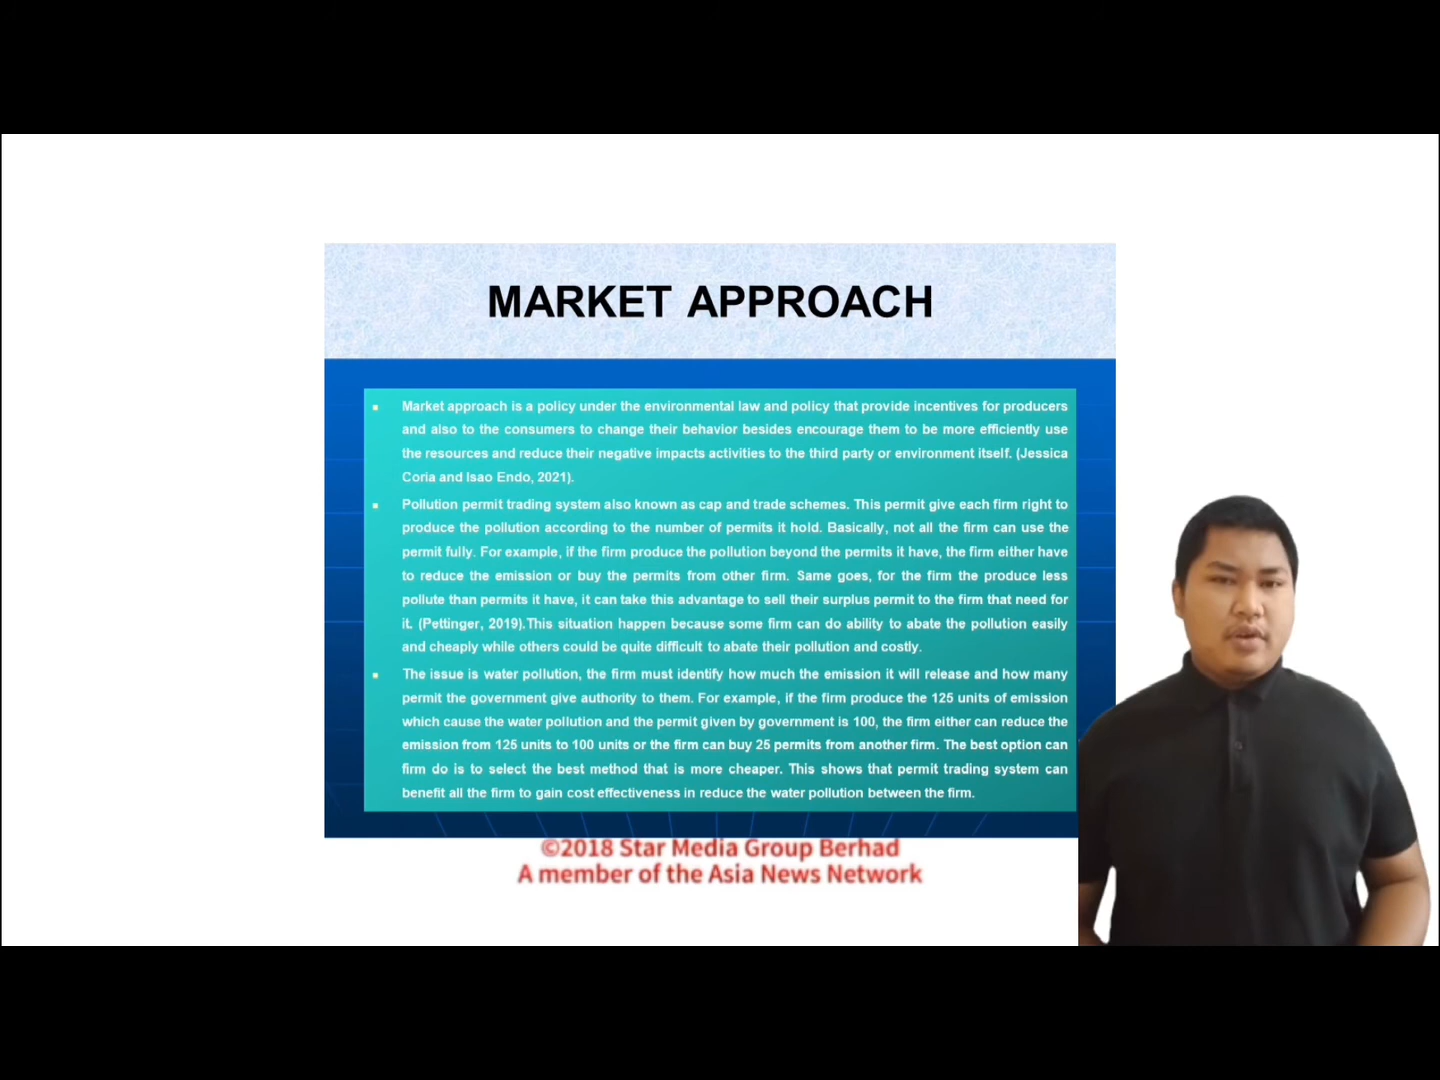 MARKET APPROACH
Market approach is a policy under the environmental law and policy that provide incentives for producers
and also to the consumers to change their behavior besides encourage them to be more efficiently use
the resources and reduce their negative impacts activities to the third party or environment itself. (Jessica
Coria and Isao Endo, 2021).
Pollution permit trading system also known as cap and trade schemes. This permit give each firm right to
produce the pollution according to the number of permits it hold. Basically, not all the firm can use the
permit fully. For example, if the firm produce the pollution beyond the permits it have, the firm either have
to reduce the emission or buy the permits from other firm. Same goes, for the firm the produce less
pollute than permits it have, it can take this advantage to sell their surplus permit to the firm that need for
it. (Pettinger, 2019).This situation happen because some firm can do ability to abate the pollution easily
and cheaply while others could be quite difficult to abate their pollution and costly.
The issue is water pollution, the firm must identify how much the emission it will release and how many
permit the government give authority to them. For example, if the firm produce the 125 units of emission
which cause the water pollution and the permit given by government is 100, the firm either can reduce the
emission from 125 units to 100 units or the firm can buy 25 permits from another firm. The best option can
firm do is to select the best method that is more cheaper. This shows that permit trading system can
benefit all the firm to gain cost effectiveness in reduce the water pollution between the firm.
©2018 Star Media Group Berhad
A member of the Asia News Network